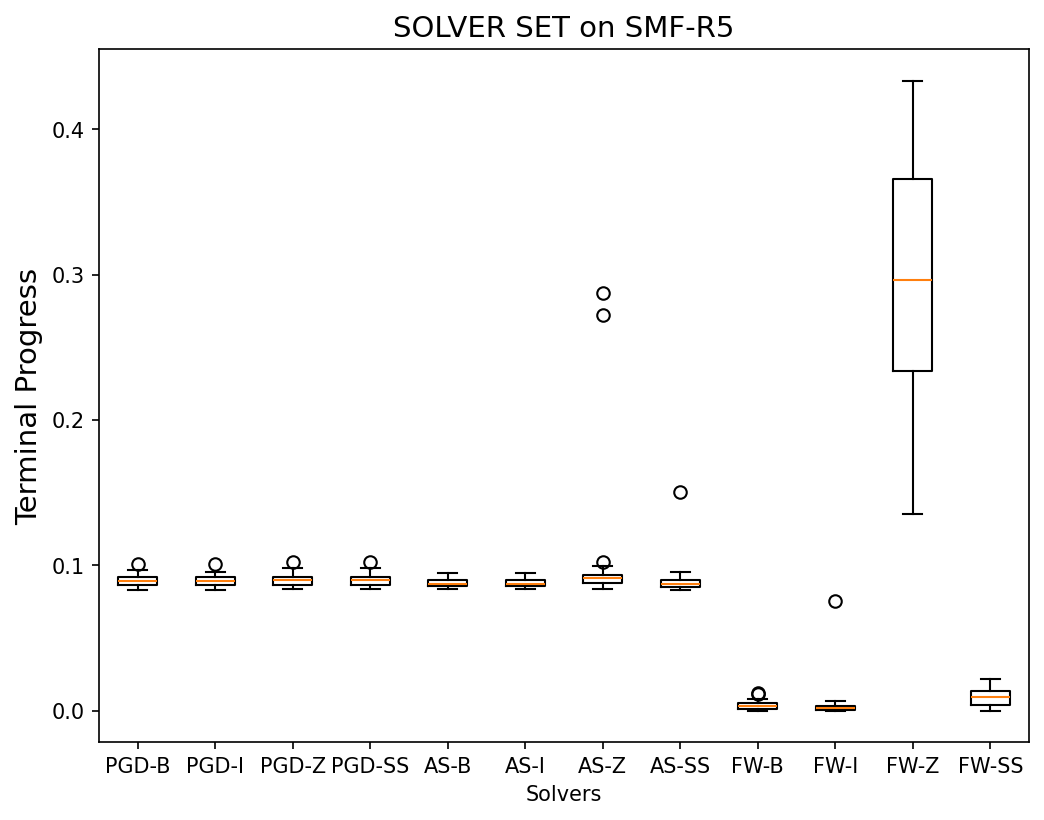 SOLVER SET on SMF-R5
Terminal Progress
0.4
0.3
0.2
0.1
0.0
PGD-B PGD-I PGD-Z PGD-SS AS-B AS-I AS-Z AS-SS FW-B FW-I FW-Z FW-SS
Solvers